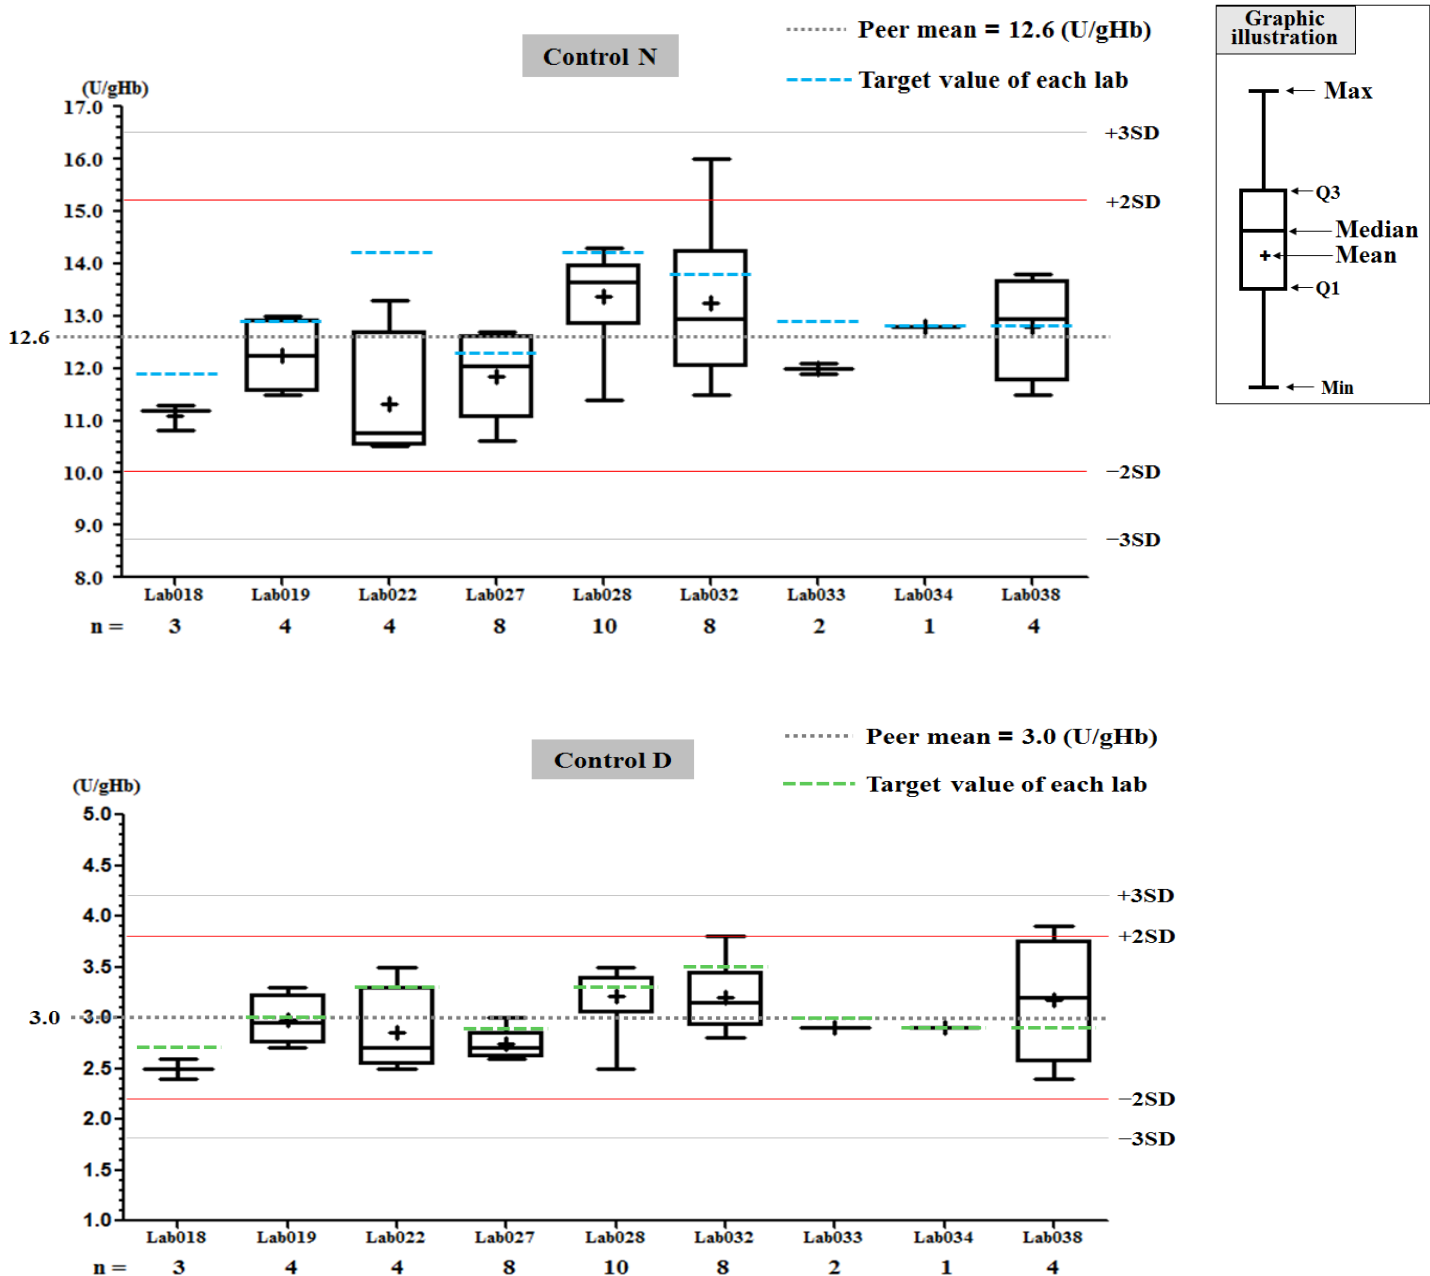 Control N
Peer mean = 12.6 (U/gHb)
Target value of each lab
(U/gHb)
17.0
16.0
15.0
14.0
13.0
12.6
12.0
11.0
10.0
9.0
8.0
+3SD
+2SD
−2SD
−3SD
Lab018 Lab019 Lab022 Lab027 Lab028 Lab032 Lab033 Lab034 Lab038
n = 3 4 4 8 10 8 2 1 4
Graphic
illustration
Max
Q3
Median
Mean
Q1
Min
Control D
Peer mean = 3.0 (U/gHb)
Target value of each lab
(U/gHb)
5.0
4.5
4.0
3.5
3.0 3.0
2.5
2.0
1.5
1.0
+3SD
+2SD
−2SD
−3SD
Lab018 Lab019 Lab022 Lab027 Lab028 Lab032 Lab033 Lab034 Lab038
n = 3 4 4 8 10 8 2 1 4